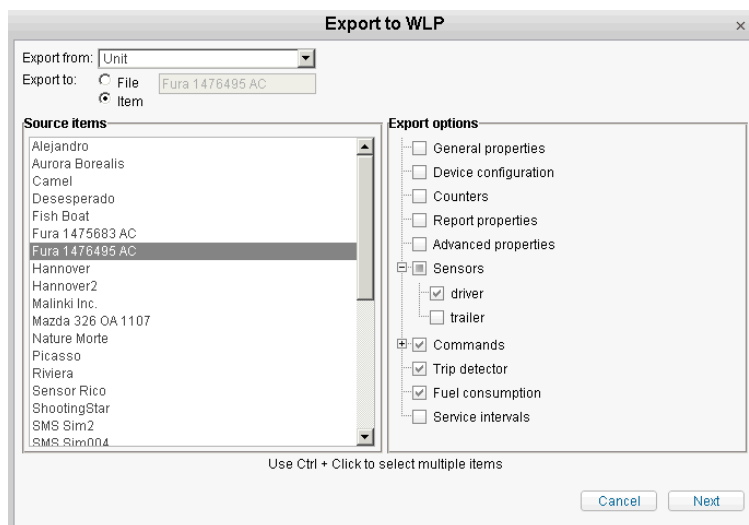 Export to WLP
Export from: Unit
Export to: File Fura 1476495 AC
Item
Source items
Alejandro
Aurora Borealis
Camel
Desesperado
Fish Boat
Fura 1475683 AC
Fura 1476495 AC
Hannover
Hannover2
Malinki Inc.
Mazda 326 OA 1107
Nature Morte
Picasso
Riviera
Sensor Rico
ShootingStar
SMS Sim2
SMS Sim004
Export options
General properties
Device configuration
Counters
Report properties
Advanced properties
Sensors
driver
trailer
Commands
Trip detector
Fuel consumption
Service intervals
Use Ctrl + Click to select multiple items
Cancel Next